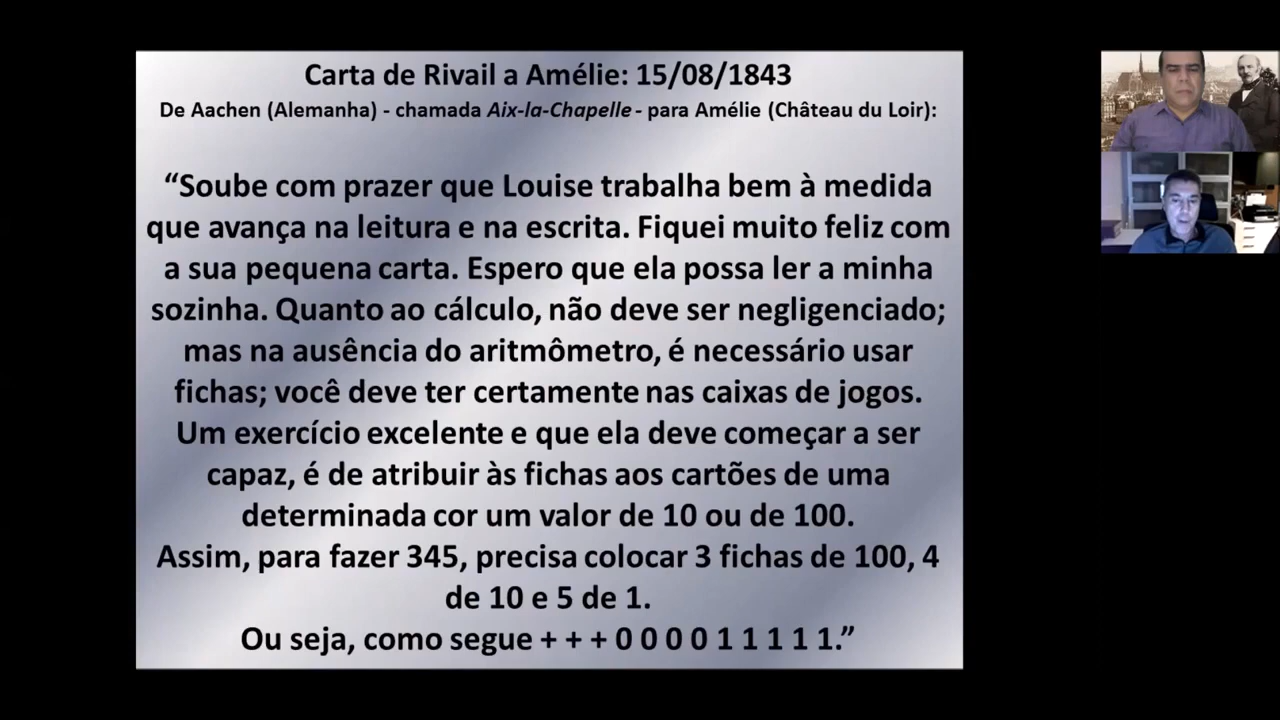 Carta de Rivail a Amélie: 15/08/1843
De Aachen (Alemanha) - chamada Aix-la-Chapelle - para Amélie (Château du Loir):
“Soube com prazer que Louise trabalha bem à medida
que avança na leitura e na escrita. Fiquei muito feliz com
a sua pequena carta. Espero que ela possa ler a minha
sozinha. Quanto ao cálculo, não deve ser negligenciado;
mas na ausência do aritmômetro, é necessário usar
fichas; você deve ter certamente nas caixas de jogos.
Um exercício excelente e que ela deve começar a ser
capaz, é de atribuir às fichas aos cartões de uma
determinada cor um valor de 10 ou de 100.
Assim, para fazer 345, precisa colocar 3 fichas de 100, 4
de 10 e 5 de 1.
Ou seja, como segue + + + 0 0 0 0 1 1 1 1 1.”